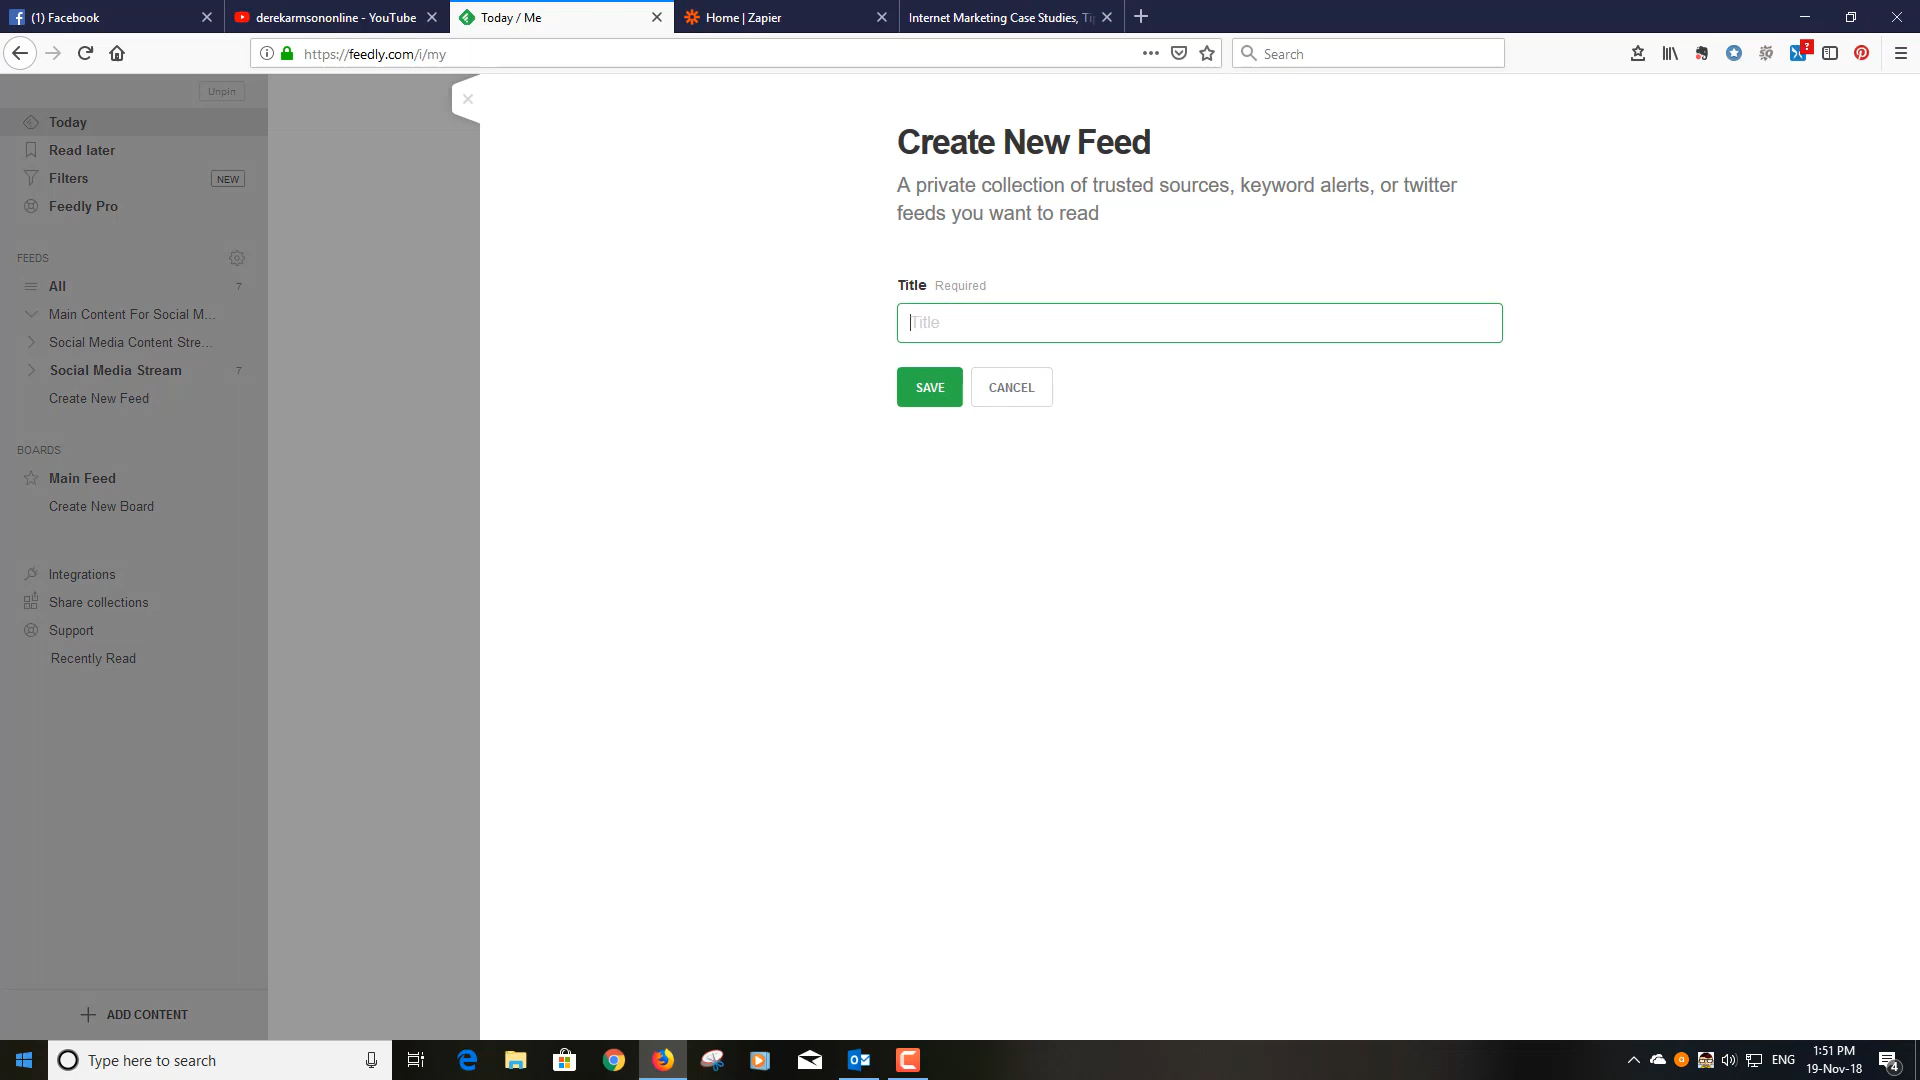 (1) Facebook
derekarmsononline - YouTube
Today / Me
Home | Zapier
Internet Marketing Case Studies, Ti
https://feedly.com/i/my
Search
Unpin
Today
Read later
Filters NEW
Feedly Pro
FEEDS
All 7
Main Content For Social M...
Social Media Content Stre...
Social Media Stream 7
Create New Feed
BOARDS
Main Feed
Create New Board
Integrations
Share collections
Support
Recently Read
ADD CONTENT
Create New Feed
A private collection of trusted sources, keyword alerts, or twitter
feeds you want to read
Title Required
Title
SAVE CANCEL
Type here to search
ENG
1:51 PM
19-Nov-18
4